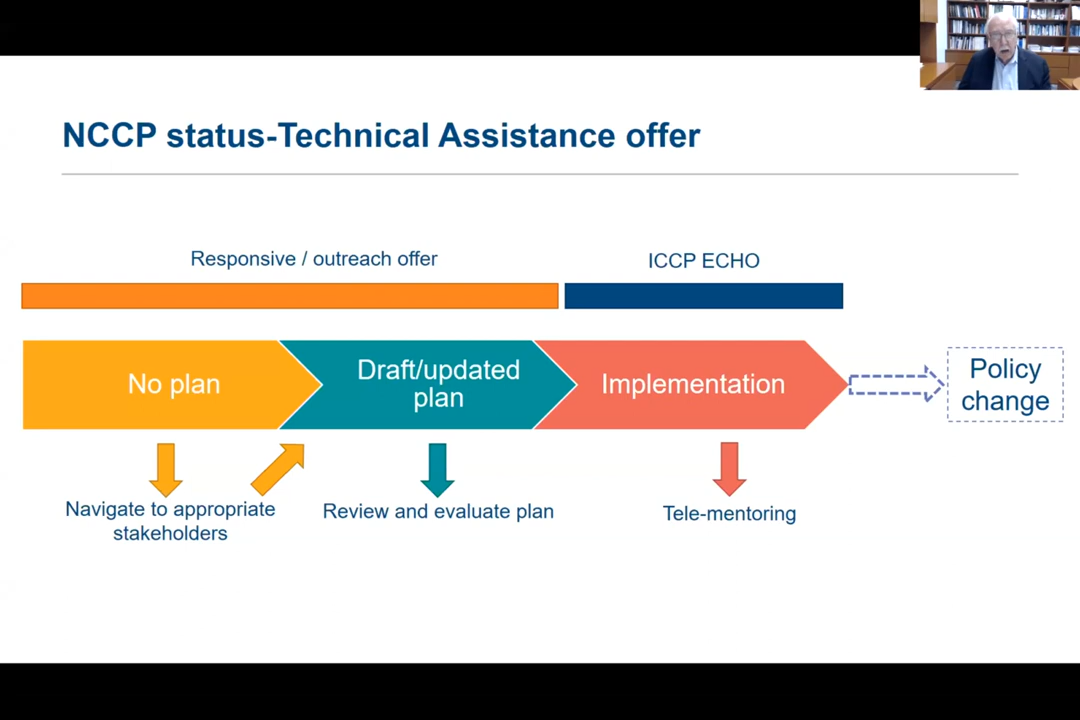 NCCP status-Technical Assistance offer
Responsive / outreach offer
ICCP ECHO
No plan
Draft/updated
plan
Implementation
Policy
change
Navigate to appropriate
stakeholders
Review and evaluate plan
Tele-mentoring